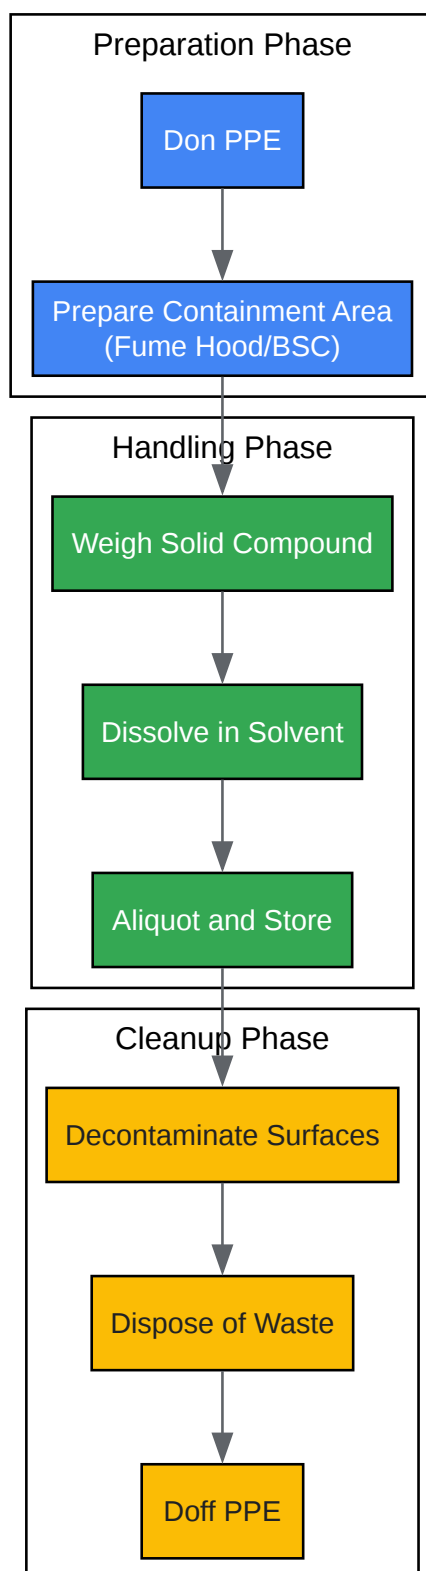 Preparation Phase
Don PPE
Prepare Containment Area
(Fume Hood/BSC)
Handling Phase
Weigh Solid Compound
Dissolve in Solvent
Aliquot and Store
Cleanup Phase
Decontaminate Surfaces
Dispose of Waste
Doff PPE